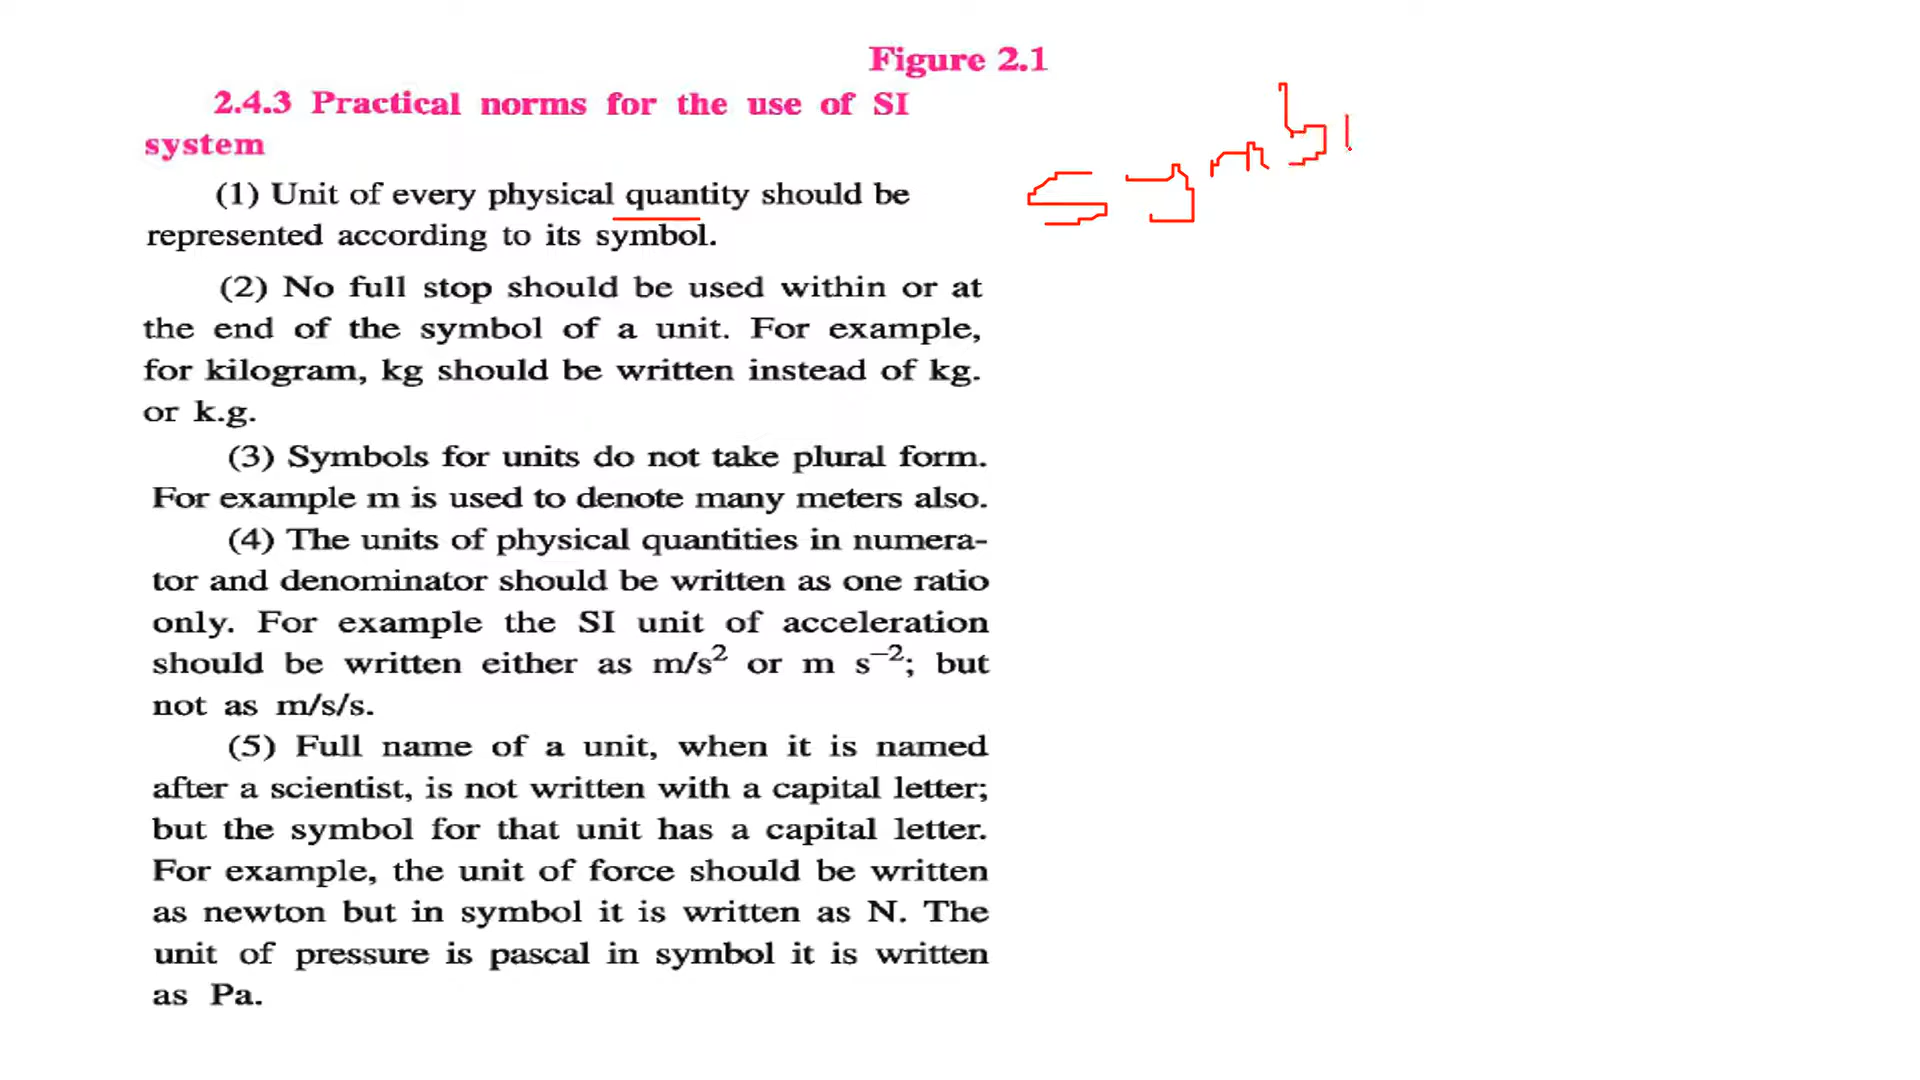 Figure 2.1
2.4.3 Practical norms for the use of SI
system
(1) Unit of every physical quantity should be
represented according to its symbol.
(2) No full stop should be used within or at
the end of the symbol of a unit. For example,
for kilogram, kg should be written instead of kg.
or k.g.
(3) Symbols for units do not take plural form.
For example m is used to denote many meters also.
(4) The units of physical quantities in numera-
tor and denominator should be written as one ratio
only. For example the SI unit of acceleration
should be written either as m/s² or m s⁻²; but
not as m/s/s.
(5) Full name of a unit, when it is named
after a scientist, is not written with a capital letter;
but the symbol for that unit has a capital letter.
For example, the unit of force should be written
as newton but in symbol it is written as N. The
unit of pressure is pascal in symbol it is written
as Pa.